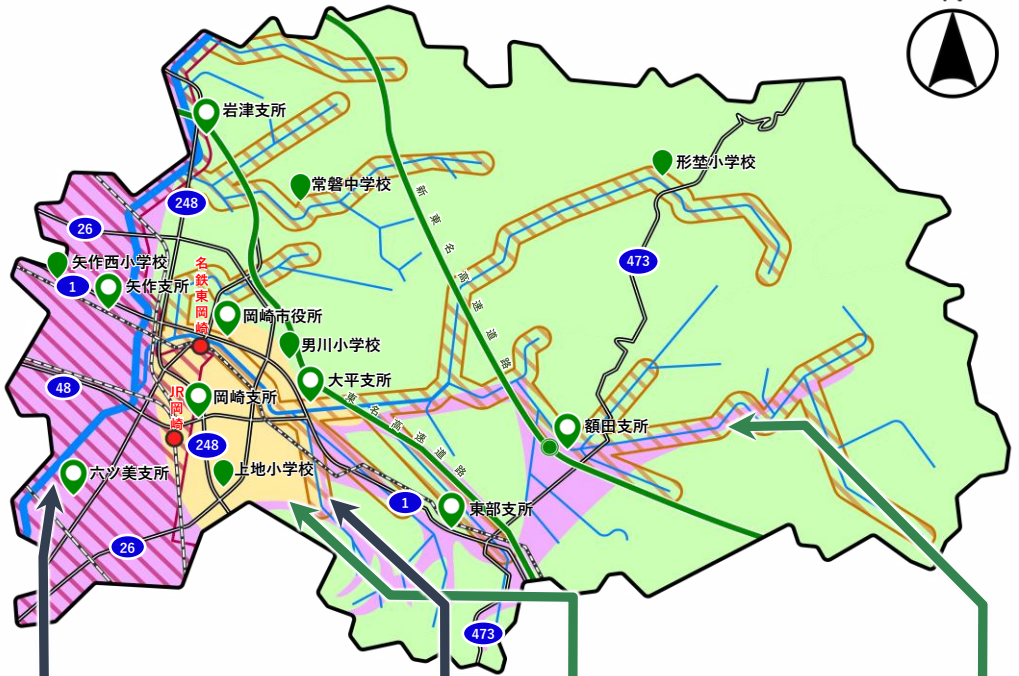 岩津支所
形埜小学校
常磐中学校
248
新東名高速道路
26
矢作西小学校
473
名鉄東岡崎
1
矢作支所
岡崎市役所
男川小学校
大平支所
48
JR岡崎
岡崎支所
東名高速道路
額田支所
248
六ツ美支所
上地小学校
1
東部支所
26
473